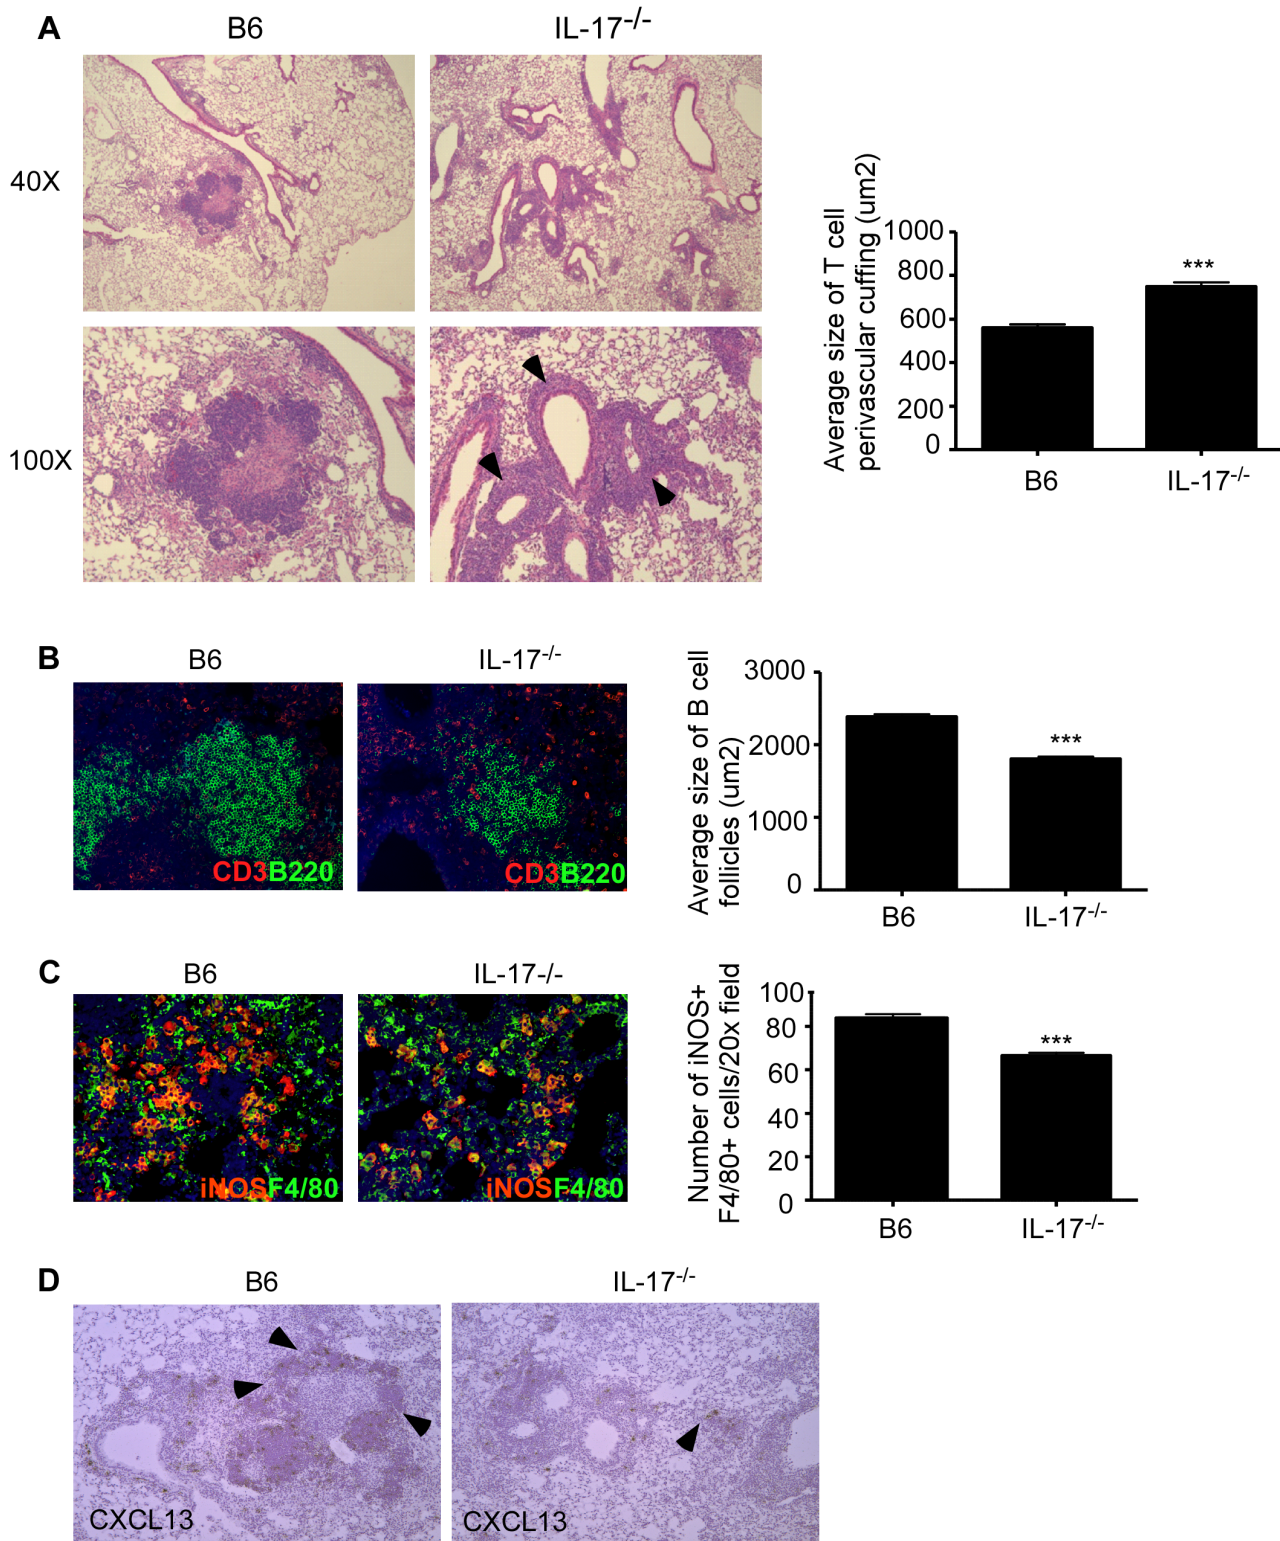 A
B6
IL-17-/-
40X
100X
Average size of T cell
perivascular cuffing (um2)
1000
800
600
400
200
0
***
B6
IL-17-/-
B
B6
IL-17-/-
CD3B220
CD3B220
Average size of B cell
follicles (um2)
3000
2000
1000
0
***
B6
IL-17-/-
C
B6
IL-17-/-
iNOSF4/80
iNOSF4/80
Number of iNOS+
F4/80+ cells/20x field
100
80
60
40
20
0
***
B6
IL-17-/-
D
B6
IL-17-/-
CXCL13
CXCL13